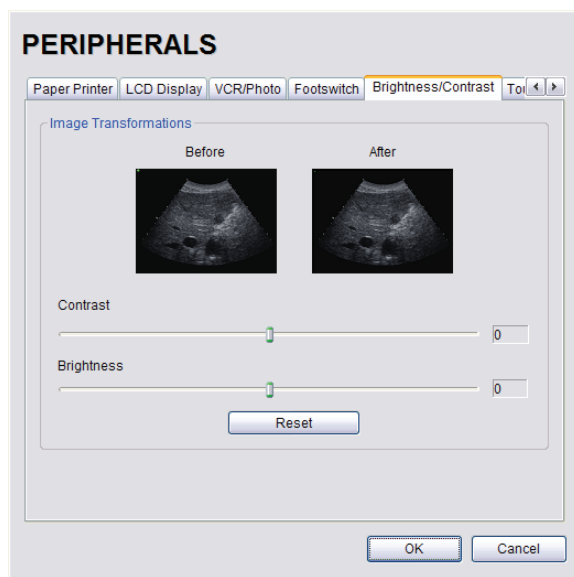 PERIPHERALS
Paper Printer LCD Display VCR/Photo Footswitch Brightness/Contrast
Image Transformations
Before After
Contrast
0
Brightness
0
Reset
OK Cancel